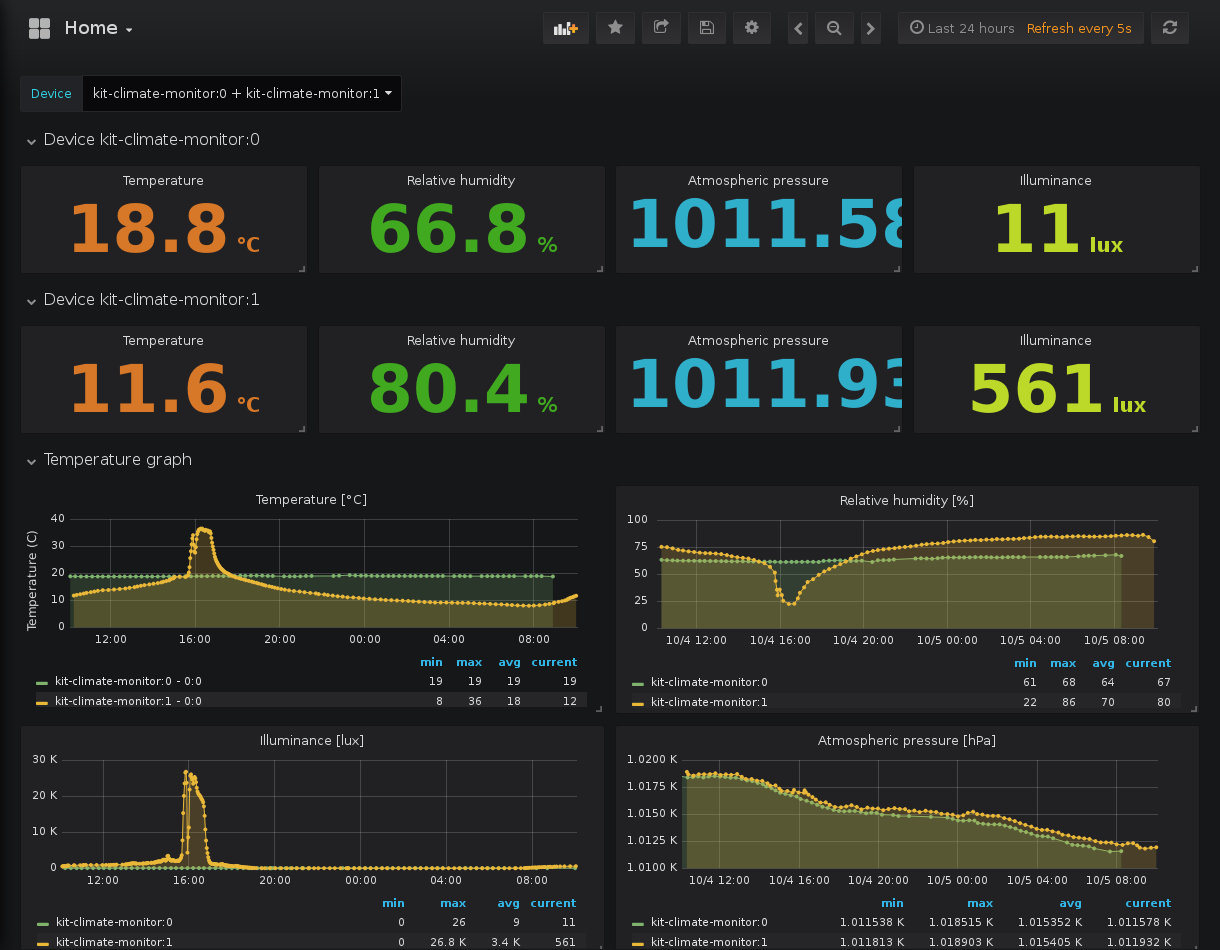 Home
Last 24 hours Refresh every 5s
Device kit-climate-monitor:0 + kit-climate-monitor:1
Device kit-climate-monitor:0
Temperature Relative humidity Atmospheric pressure Illuminance
18.8 °C 66.8 % 1011.58 11 lux
Device kit-climate-monitor:1
Temperature Relative humidity Atmospheric pressure Illuminance
11.6 °C 80.4 % 1011.93 561 lux
Temperature graph
Temperature [°C]
Temperature (C)
40
30
20
10
0
12:00 16:00 20:00 00:00 04:00 08:00
min max avg current
kit-climate-monitor:0 - 0:0 19 19 19 19
kit-climate-monitor:1 - 0:0 8 36 18 12
Relative humidity [%]
100
75
50
25
0
10/4 12:00 10/4 16:00 10/4 20:00 10/5 00:00 10/5 04:00 10/5 08:00
min max avg current
kit-climate-monitor:0 61 68 64 67
kit-climate-monitor:1 22 86 70 80
Illuminance [lux]
30 K
20 K
10 K
0
12:00 16:00 20:00 00:00 04:00 08:00
min max avg current
kit-climate-monitor:0 0 26 9 11
kit-climate-monitor:1 0 26.8 K 3.4 K 561
Atmospheric pressure [hPa]
1.0200 K
1.0175 K
1.0150 K
1.0125 K
1.0100 K
10/4 12:00 10/4 16:00 10/4 20:00 10/5 00:00 10/5 04:00 10/5 08:00
min max avg current
kit-climate-monitor:0 1.011538 K 1.018515 K 1.015352 K 1.011578 K
kit-climate-monitor:1 1.011813 K 1.018903 K 1.015405 K 1.011932 K